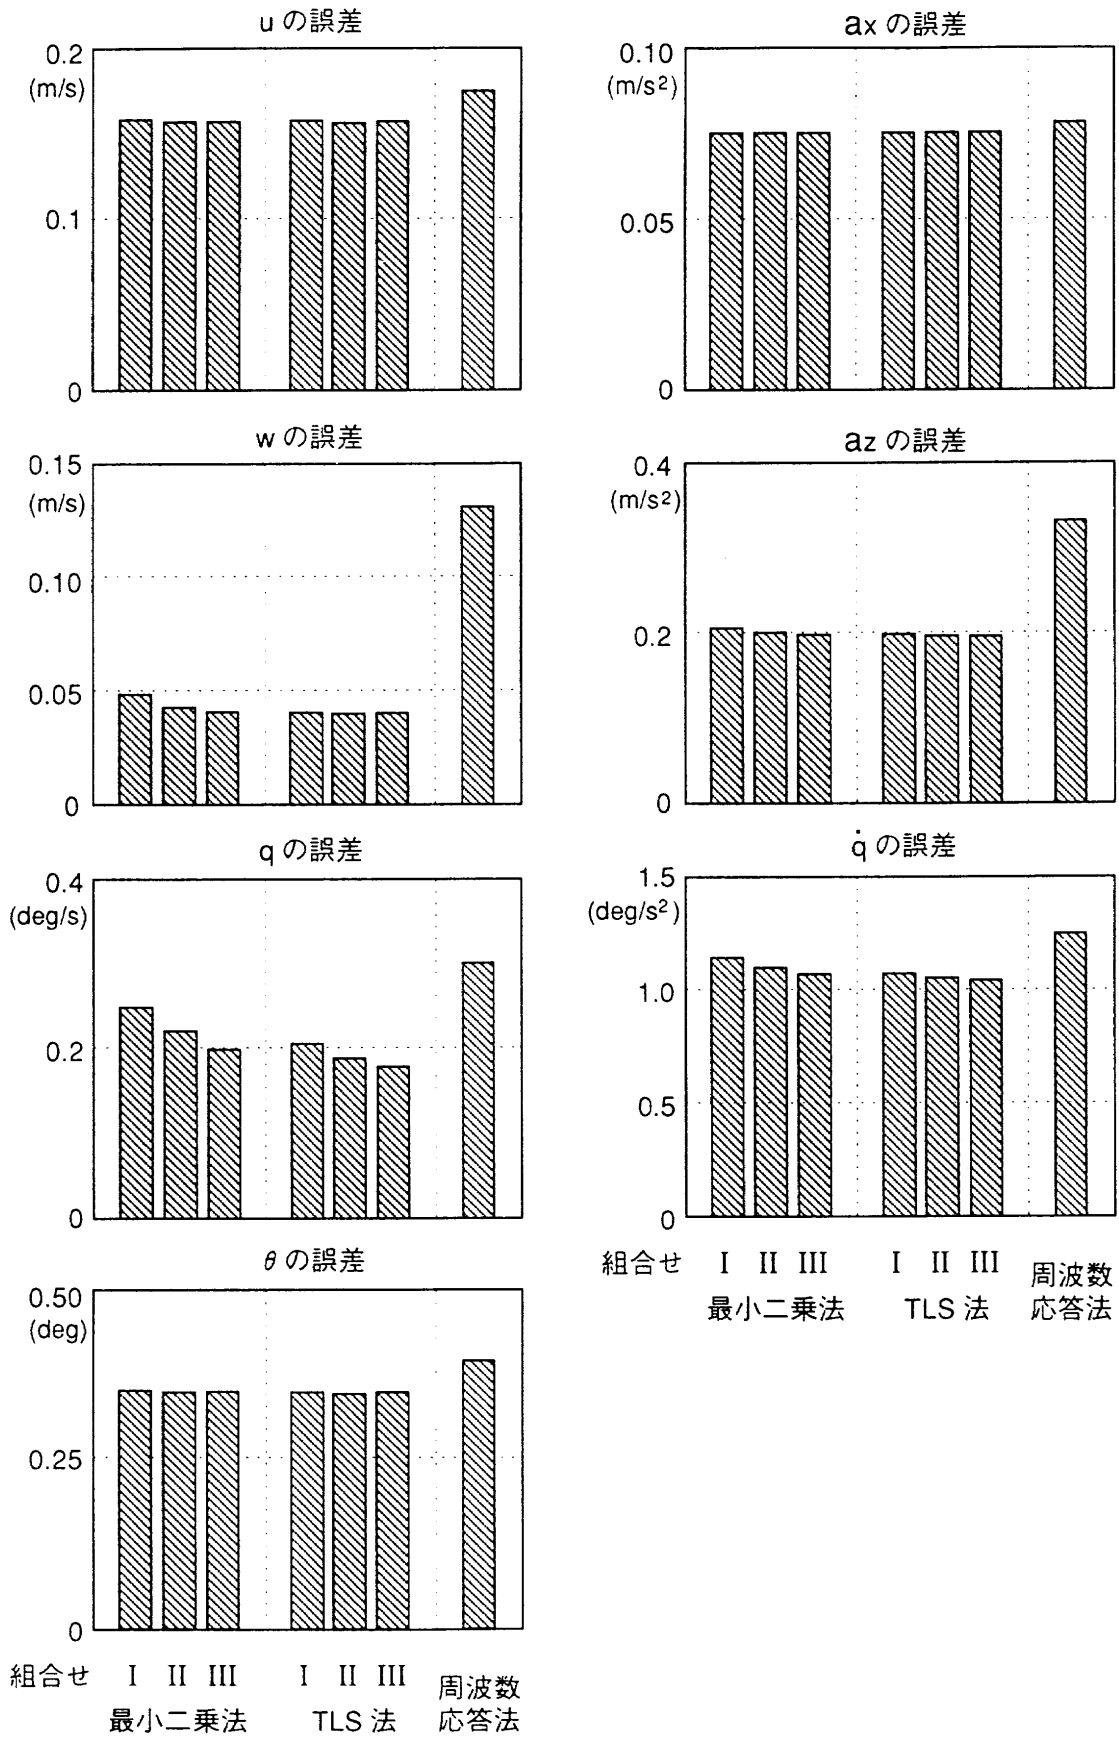 u の誤差
0.2
(m/s)
0.1
0
ax の誤差
0.10
(m/s²)
0.05
0
w の誤差
0.15
(m/s)
0.10
0.05
0
az の誤差
0.4
(m/s²)
0.2
0
q の誤差
0.4
(deg/s)
0.2
0
q̇ の誤差
1.5
(deg/s²)
1.0
0.5
0
組合せ I II III I II III 周波数
最小二乗法 TLS 法 応答法
θ の誤差
0.50
(deg)
0.25
0
組合せ I II III I II III 周波数
最小二乗法 TLS 法 応答法